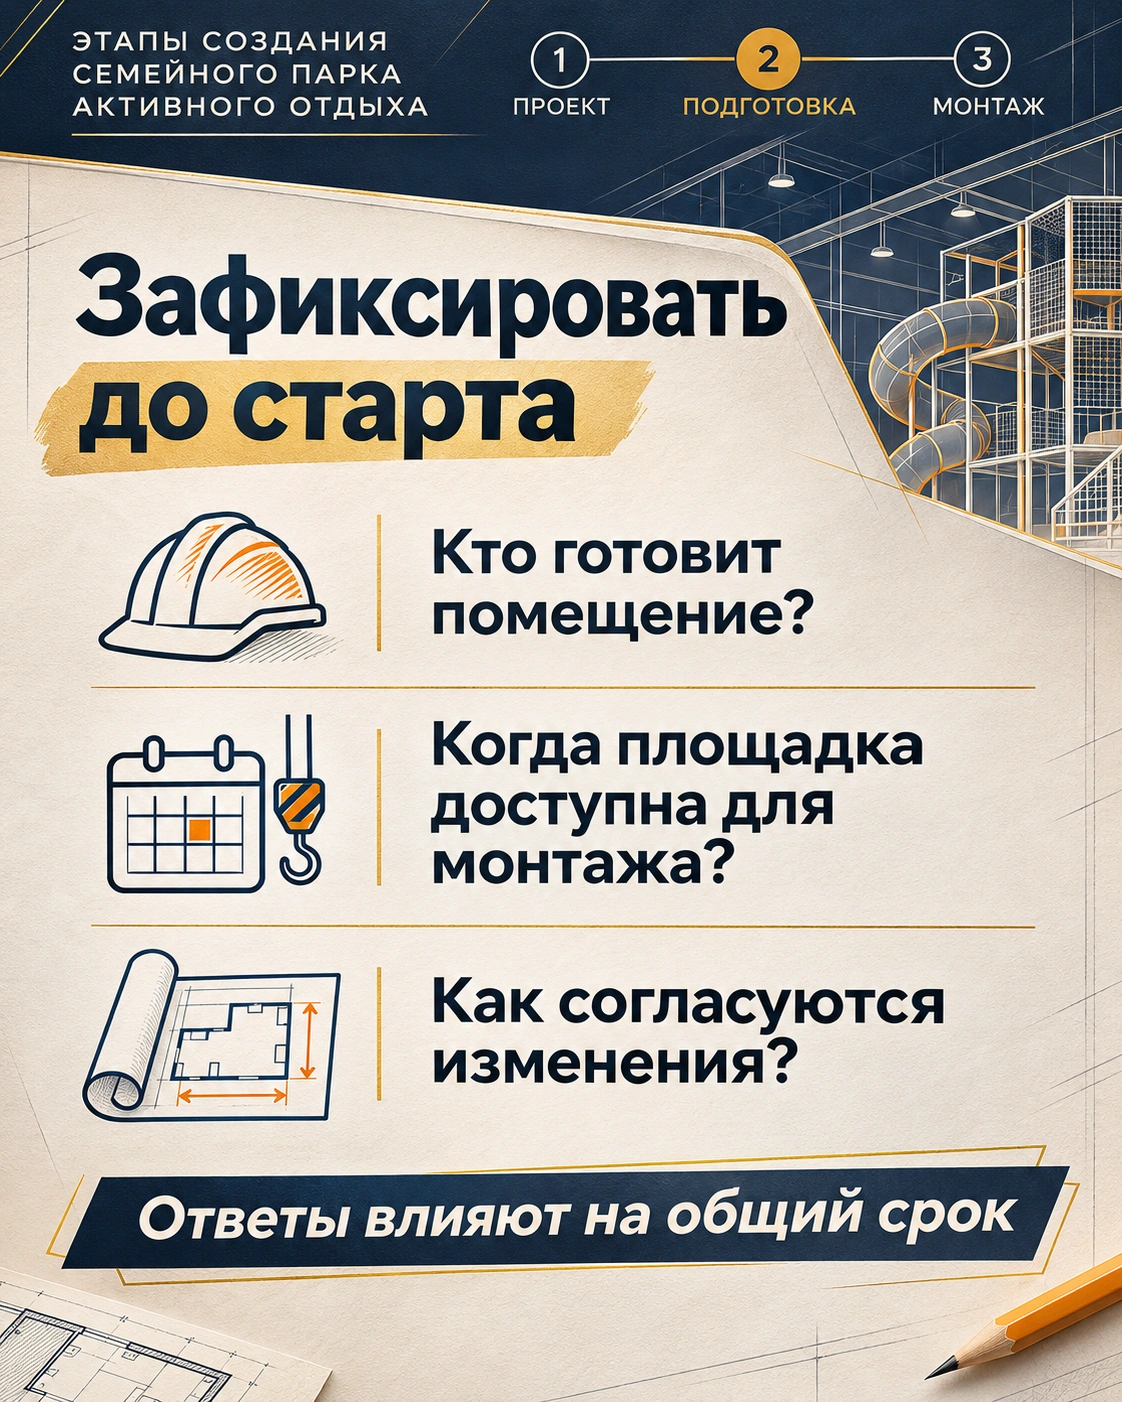 ЭТАПЫ СОЗДАНИЯ
СЕМЕЙНОГО ПАРКА
АКТИВНОГО ОТДЫХА
1
ПРОЕКТ
2
ПОДГОТОВКА
3
МОНТАЖ
Зафиксировать
до старта
Кто готовит
помещение?
Когда площадка
доступна для
монтажа?
Как согласуются
изменения?
Ответы влияют на общий срок